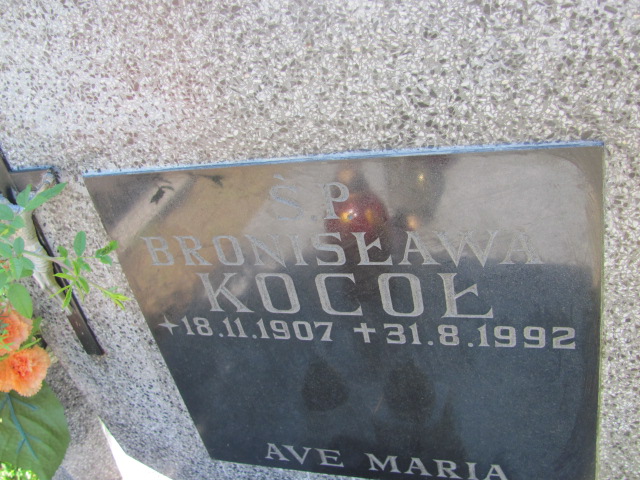 ŚP
BRONISŁAWA
KOCOŁ
+18.11.1907 +31.8.1992
AVE MARIA